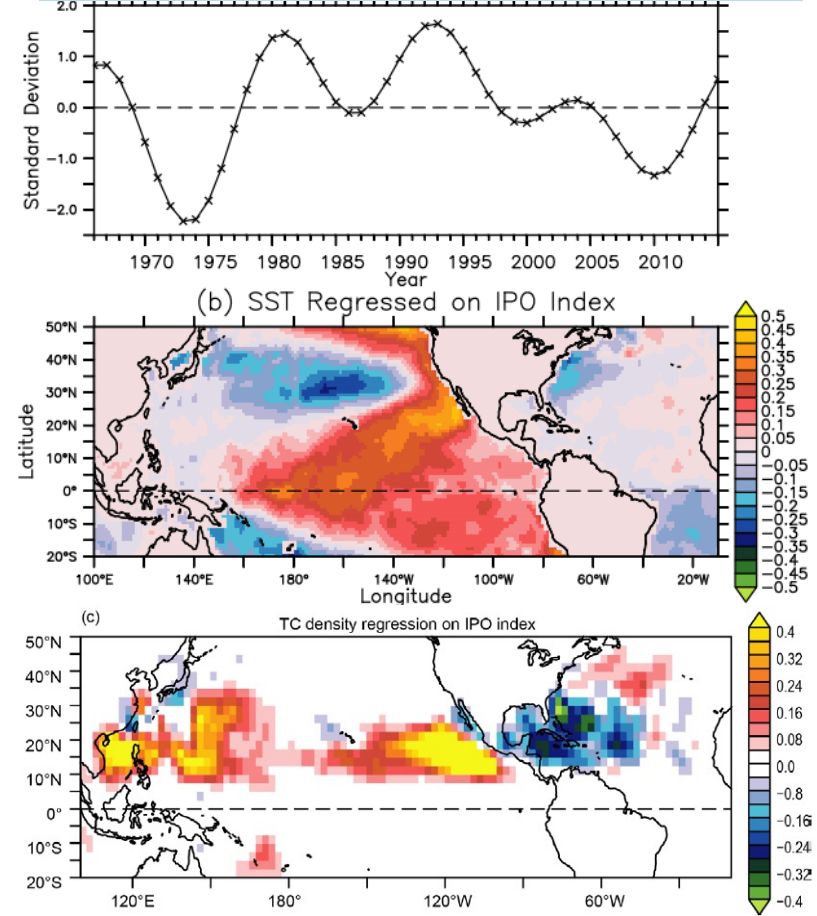 2.0
1.0
0.0
-1.0
-2.0
Standard Deviation
1970 1975 1980 1985 1990 1995 2000 2005 2010
Year
(b) SST Regressed on IPO Index
50°N
40°N
30°N
20°N
10°N
0°
10°S
20°S
Latitude
100°E 140°E 180° 140°W 100°W 60°W 20°W
Longitude
0.5
0.45
0.4
0.35
0.3
0.25
0.2
0.15
0.1
0.05
0
-0.05
-0.1
-0.15
-0.2
-0.25
-0.3
-0.35
-0.4
-0.45
-0.5
(c)
TC density regression on IPO index
50°N
40°N
30°N
20°N
10°N
0°
10°S
20°S
120°E 180° 120°W 60°W
0.4
0.32
0.24
0.16
0.08
0.0
-0.8
-0.16
-0.24
-0.32
-0.4